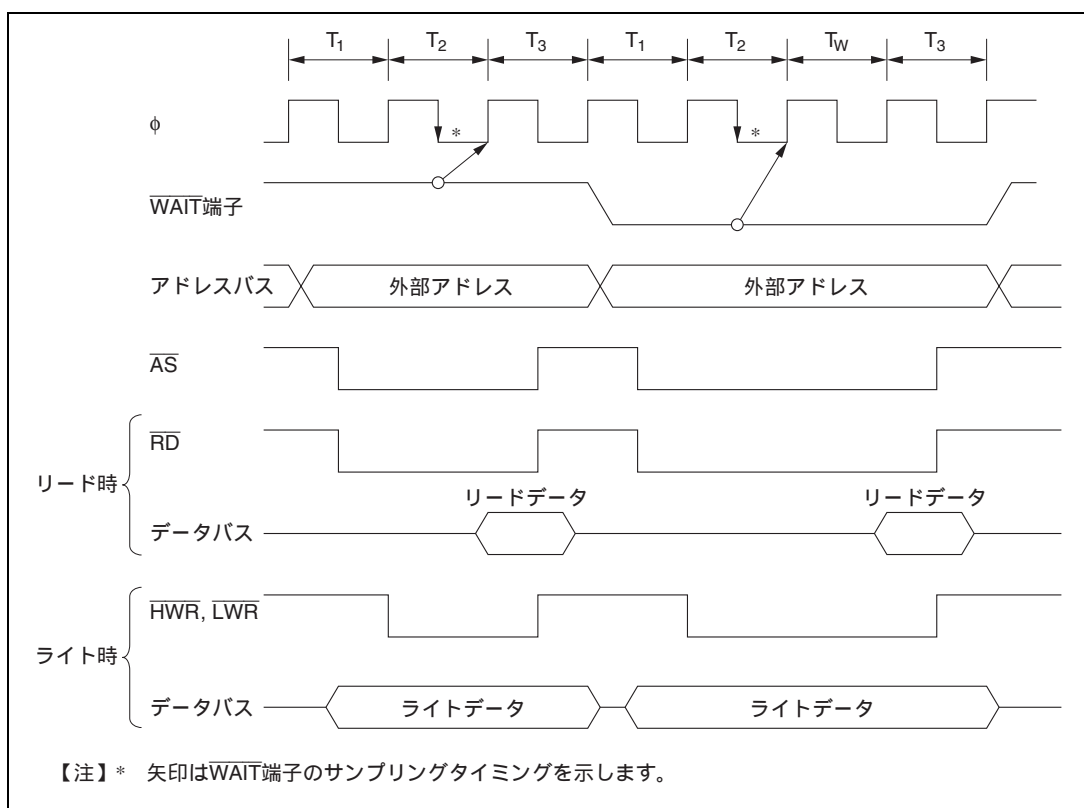 T1 T2 T3 T1 T2 TW T3
φ
* *
WAIT端子
アドレスバス 外部アドレス 外部アドレス
AS
RD
リード時
リードデータ リードデータ
データバス
HWR, LWR
ライト時
データバス ライトデータ ライトデータ
【注】* 矢印はWAIT端子のサンプリングタイミングを示します。